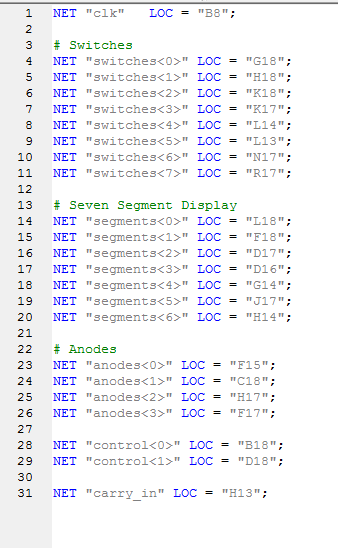 1 NET "clk" LOC = "B8";
2
3 # Switches
4 NET "switches<0>" LOC = "G18";
5 NET "switches<1>" LOC = "H18";
6 NET "switches<2>" LOC = "K18";
7 NET "switches<3>" LOC = "K17";
8 NET "switches<4>" LOC = "L14";
9 NET "switches<5>" LOC = "L13";
10 NET "switches<6>" LOC = "N17";
11 NET "switches<7>" LOC = "R17";
12
13 # Seven Segment Display
14 NET "segments<0>" LOC = "L18";
15 NET "segments<1>" LOC = "F18";
16 NET "segments<2>" LOC = "D17";
17 NET "segments<3>" LOC = "D16";
18 NET "segments<4>" LOC = "G14";
19 NET "segments<5>" LOC = "J17";
20 NET "segments<6>" LOC = "H14";
21
22 # Anodes
23 NET "anodes<0>" LOC = "F15";
24 NET "anodes<1>" LOC = "C18";
25 NET "anodes<2>" LOC = "H17";
26 NET "anodes<3>" LOC = "F17";
27
28 NET "control<0>" LOC = "B18";
29 NET "control<1>" LOC = "D18";
30
31 NET "carry_in" LOC = "H13";